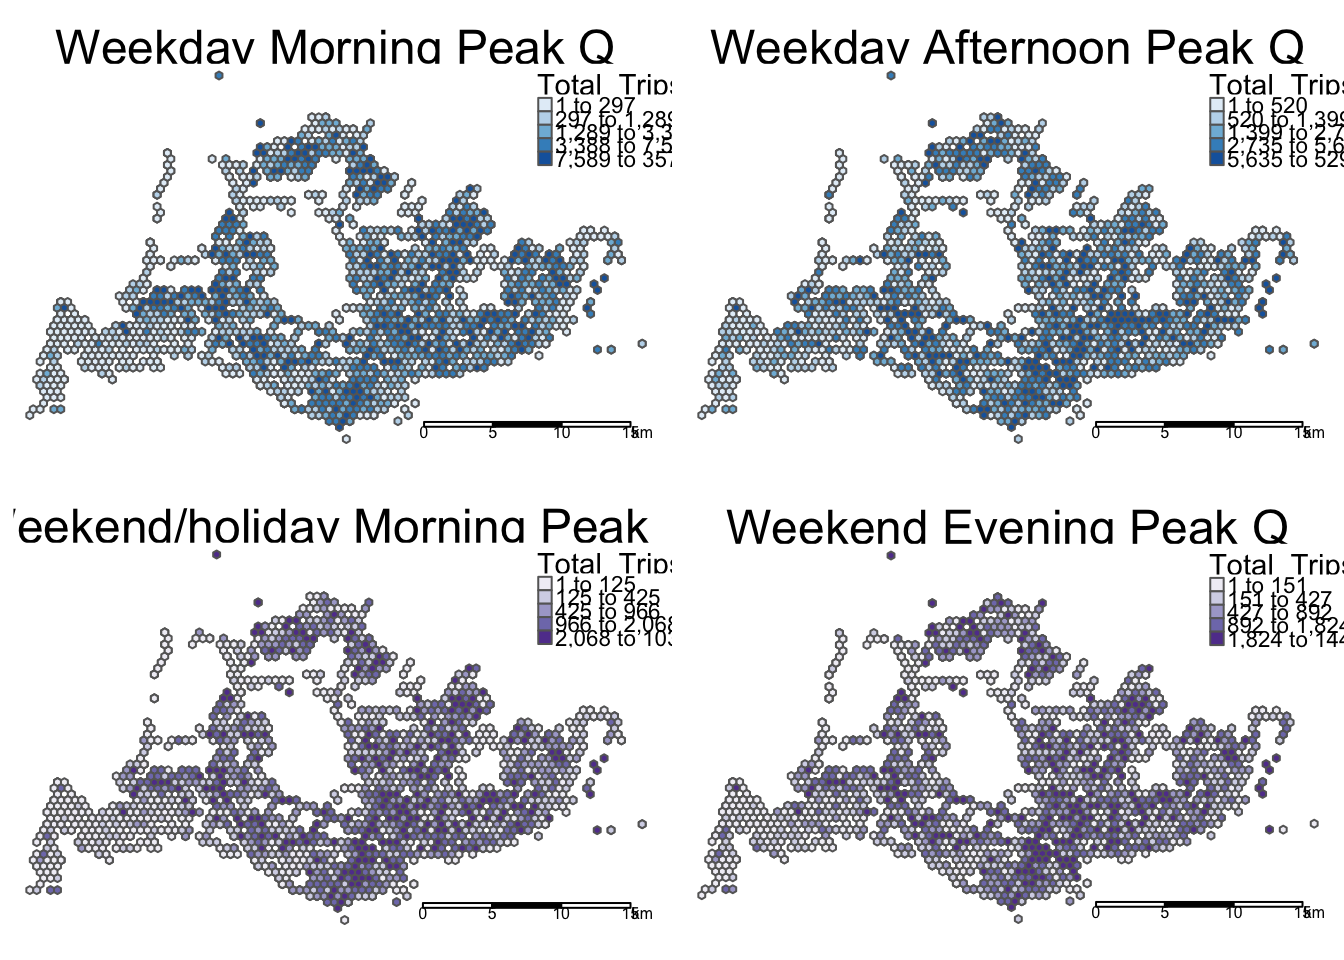 Weekday Morning Peak Q
Total_Trips
1 to 297
297 to 1,289
1,289 to 3,3
3,388 to 7,5
7,589 to 357
0 5 10 15 km
Weekday Afternoon Peak Q
Total_Trips
1 to 520
520 to 1,399
1,399 to 2,7
2,735 to 5,6
5,635 to 529
0 5 10 15 km
eekend/holiday Morning Peak
Total_Trips
1 to 125
125 to 425
425 to 966
966 to 2,068
2,068 to 103
0 5 10 15 km
Weekend Evening Peak Q
Total_Trips
1 to 151
151 to 427
427 to 892
892 to 1,824
1,824 to 144
0 5 10 15 km